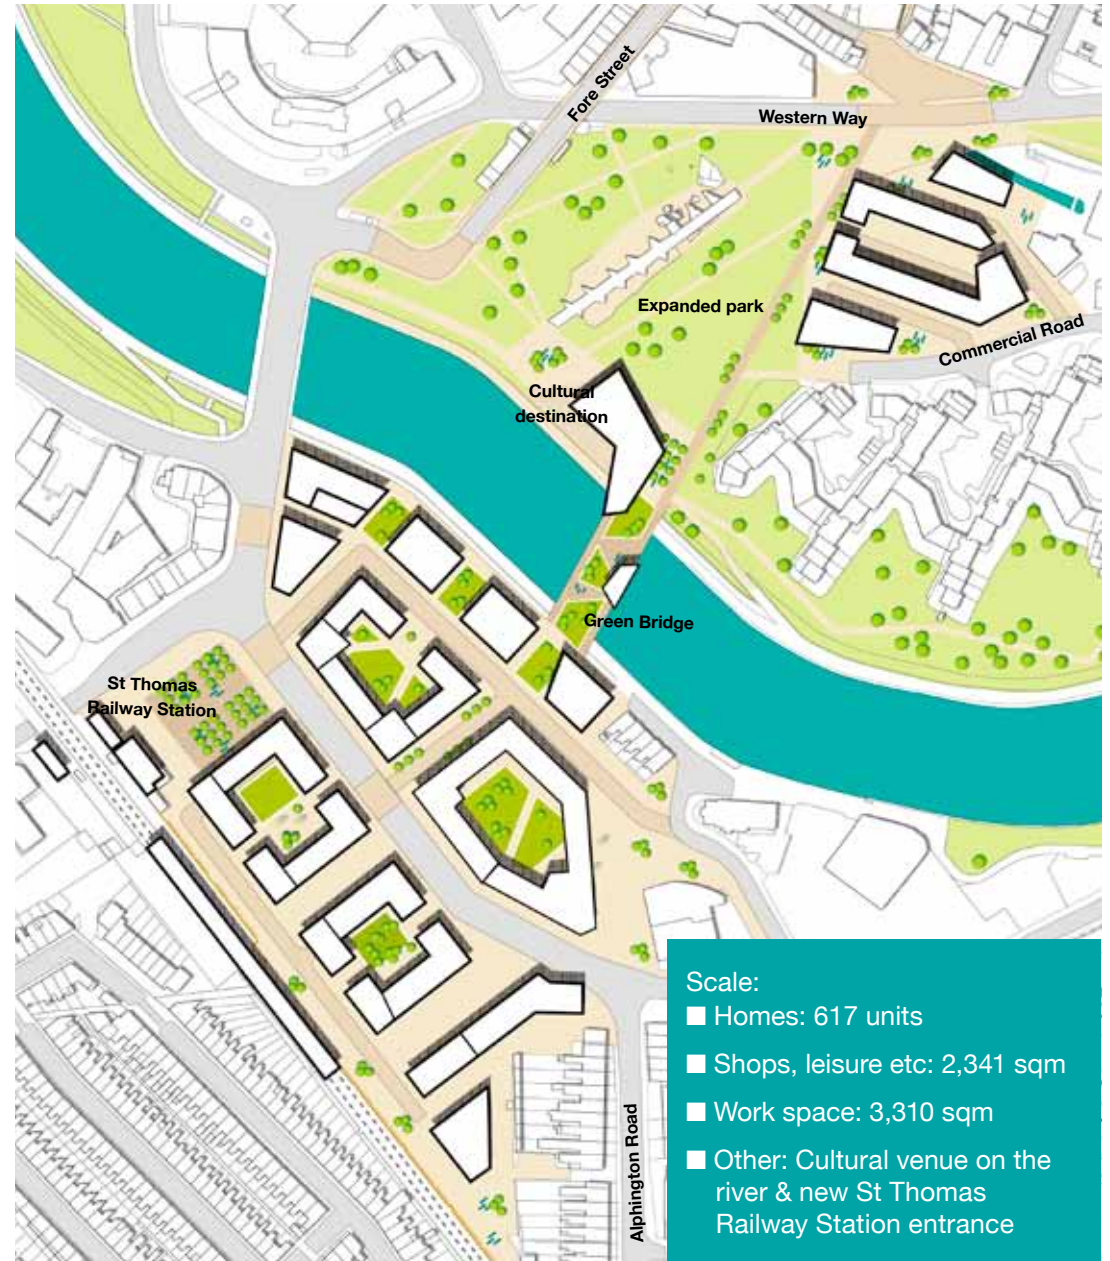 Fore Street
Western Way
Expanded park
Commercial Road
Cultural
destination
Green Bridge
St Thomas
Railway Station
Alphington Road
Scale:
■ Homes: 617 units
■ Shops, leisure etc: 2,341 sqm
■ Work space: 3,310 sqm
■ Other: Cultural venue on the
river & new St Thomas
Railway Station entrance